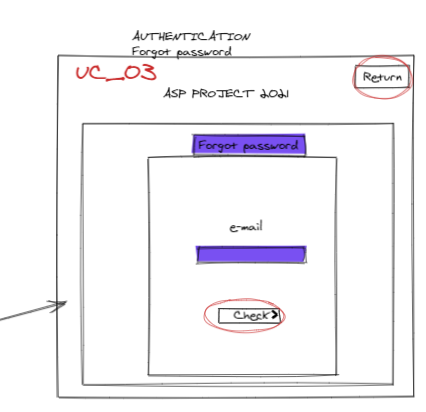 AUTHENTICATION
Forgot password
UC_03
Return
ASP PROJECT 2021
Forgot password
e-mail
Check